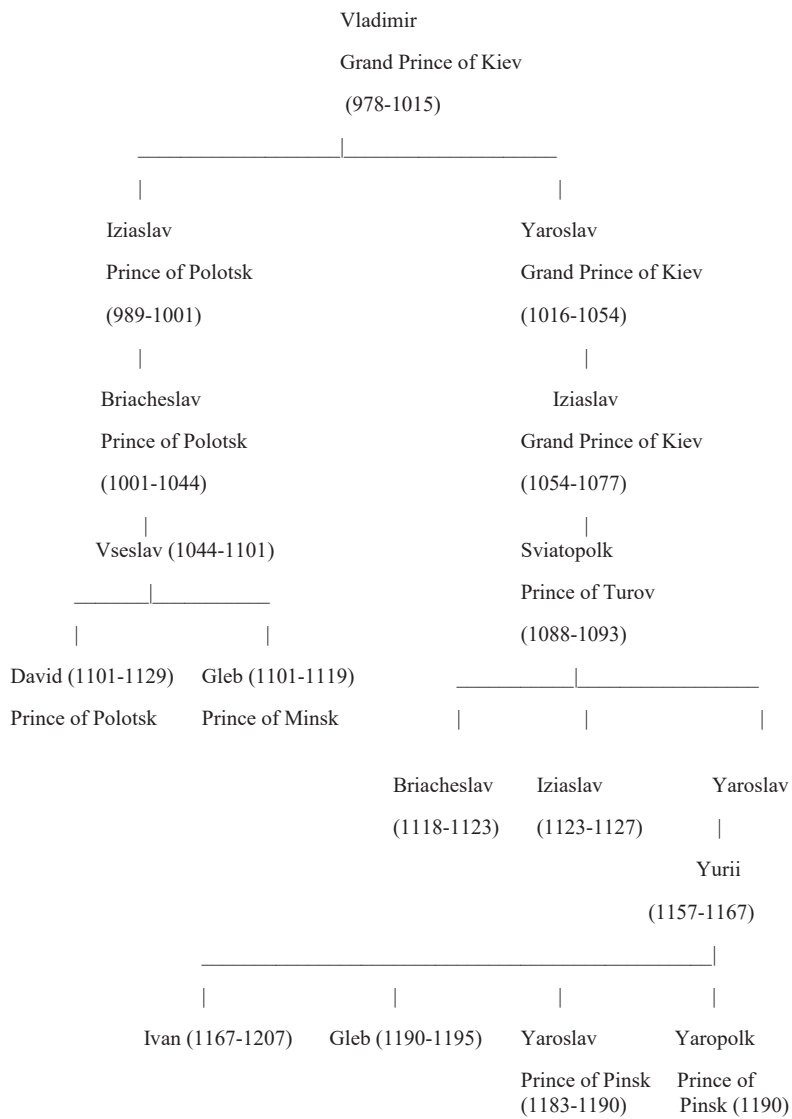 Vladimir
Grand Prince of Kiev
(978-1015)
Iziaslav Yaroslav
Prince of Polotsk Grand Prince of Kiev
(989-1001) (1016-1054)
Briacheslav Iziaslav
Prince of Polotsk Grand Prince of Kiev
(1001-1044) (1054-1077)
Vseslav (1044-1101) Sviatopolk
Prince of Turov
(1088-1093)
David (1101-1129) Gleb (1101-1119)
Prince of Polotsk Prince of Minsk
Briacheslav Iziaslav Yaroslav
(1118-1123) (1123-1127)
Yurii
(1157-1167)
Ivan (1167-1207) Gleb (1190-1195) Yaroslav Yaropolk
Prince of Pinsk Prince of
(1183-1190) Pinsk (1190)